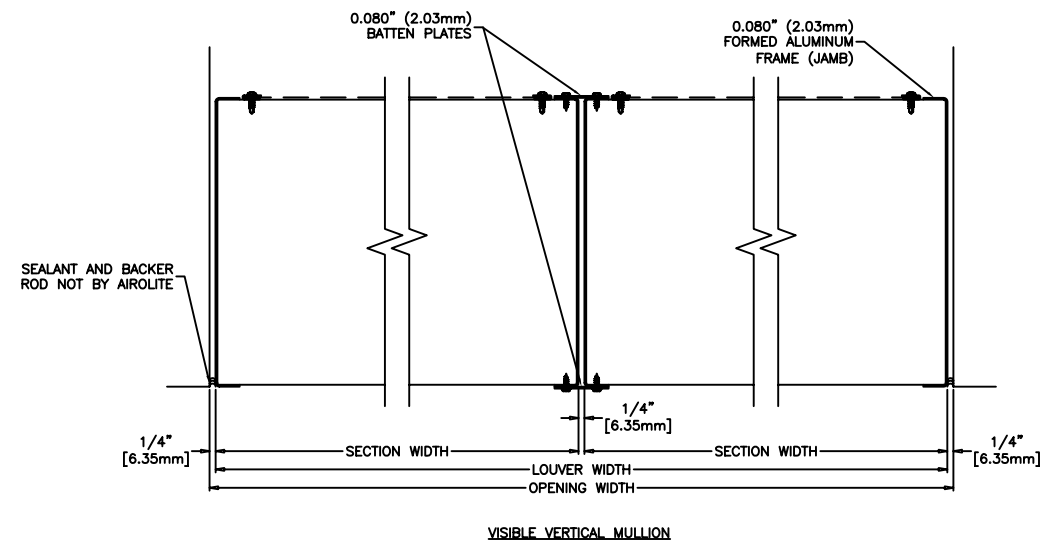 0.080" (2.03mm)
BATTEN PLATES
0.080" (2.03mm)
FORMED ALUMINUM
FRAME (JAMB)
SEALANT AND BACKER
ROD NOT BY AIROLITE
1/4"
[6.35mm]
1/4"
[6.35mm]
SECTION WIDTH
SECTION WIDTH
1/4"
[6.35mm]
LOUVER WIDTH
OPENING WIDTH
VISIBLE VERTICAL MULLION